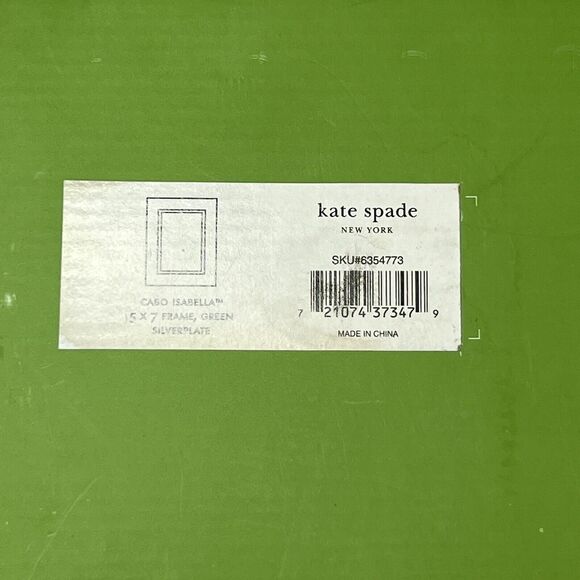 CABO ISABELLA™
5 X 7 FRAME, GREEN
SILVERPLATE
kate spade
NEW YORK
SKU#6354773
7 21074 37347 9
MADE IN CHINA